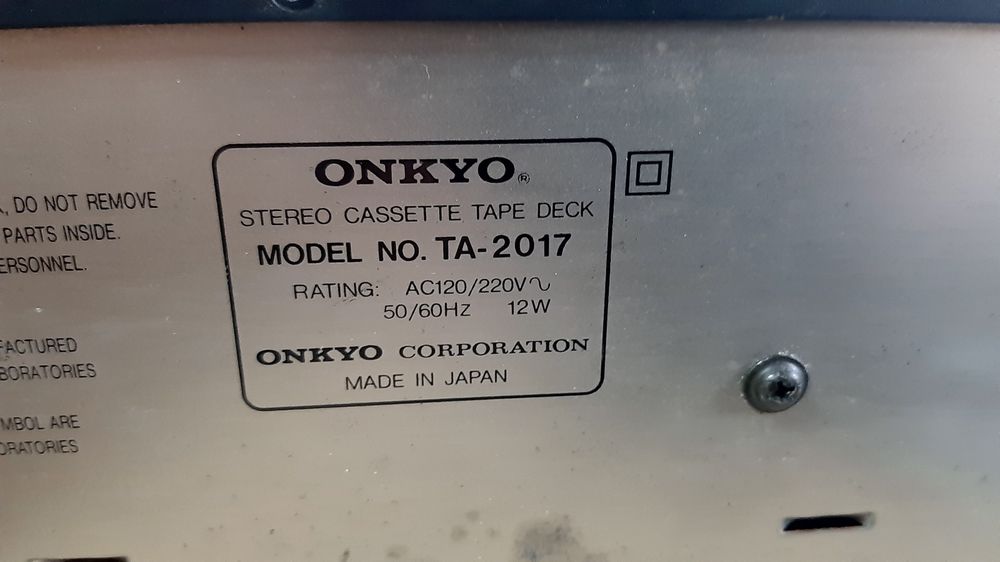 , DO NOT REMOVE
PARTS INSIDE.
ERSONNEL.
FACTURED
BORATORIES
MBOL ARE
ORATORIES
ONKYO®
STEREO CASSETTE TAPE DECK
MODEL NO. TA-2017
RATING: AC120/220V∿
50/60Hz 12W
ONKYO CORPORATION
MADE IN JAPAN